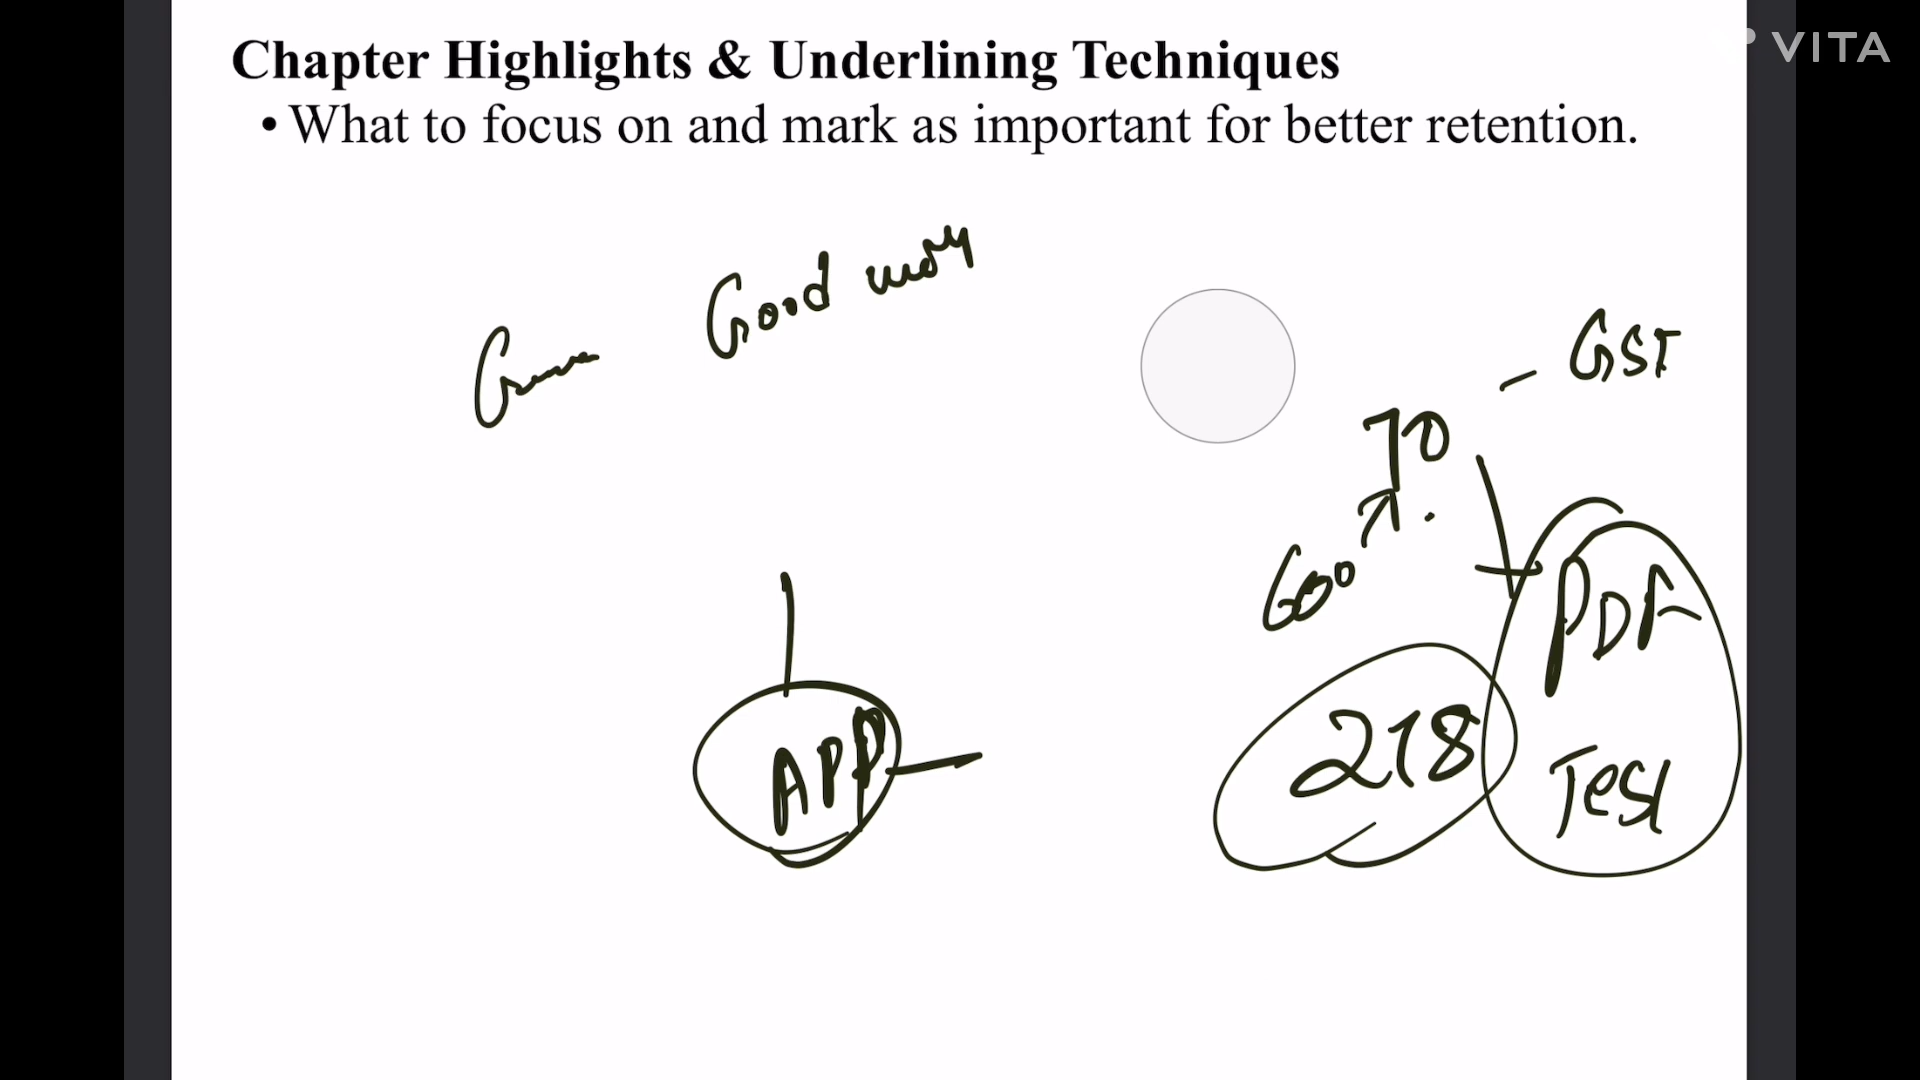 VITA
Chapter Highlights & Underlining Techniques
• What to focus on and mark as important for better retention.
Good
- GST
70
600
PDF
218
APP
Test